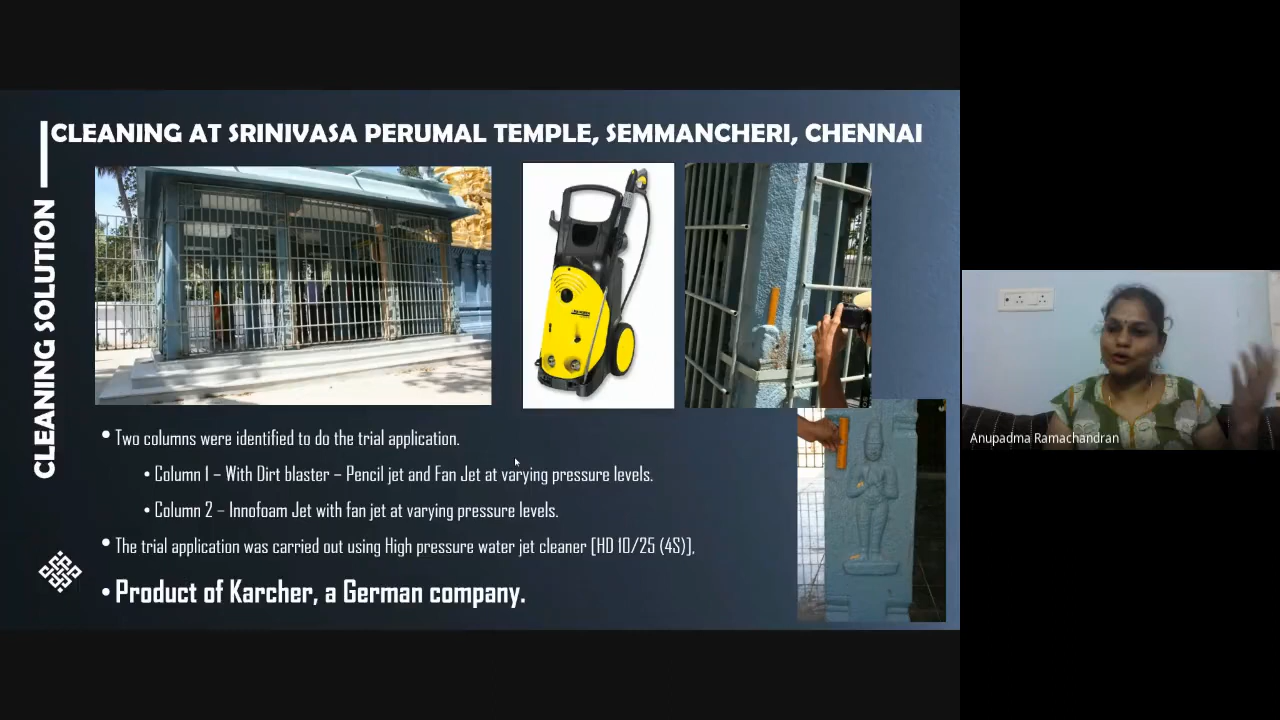 CLEANING AT SRINIVASA PERUMAL TEMPLE, SEMMANCHERI, CHENNAI
CLEANING SOLUTION
• Two columns were identified to do the trial application.
• Column 1 – With Dirt blaster – Pencil jet and Fan Jet at varying pressure levels.
• Column 2 – Innofoam Jet with fan jet at varying pressure levels.
• The trial application was carried out using High pressure water jet cleaner [HD 10/25 (4S)],
• Product of Karcher, a German company.
Anupadma Ramachandran